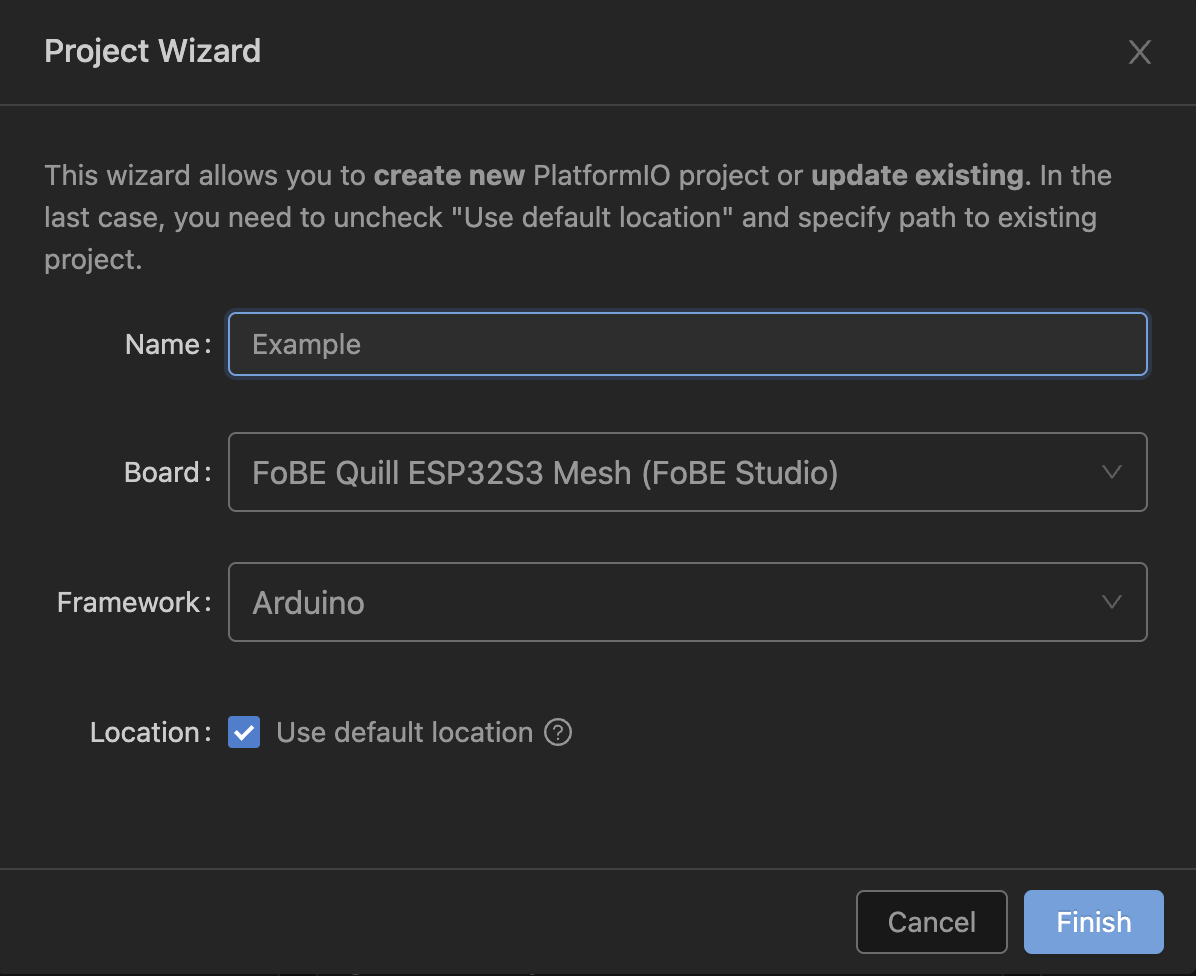 Project Wizard
This wizard allows you to create new PlatformIO project or update existing. In the
last case, you need to uncheck "Use default location" and specify path to existing
project.
Name: Example
Board: FoBE Quill ESP32S3 Mesh (FoBE Studio)
Framework: Arduino
Location: Use default location ?
Cancel Finish